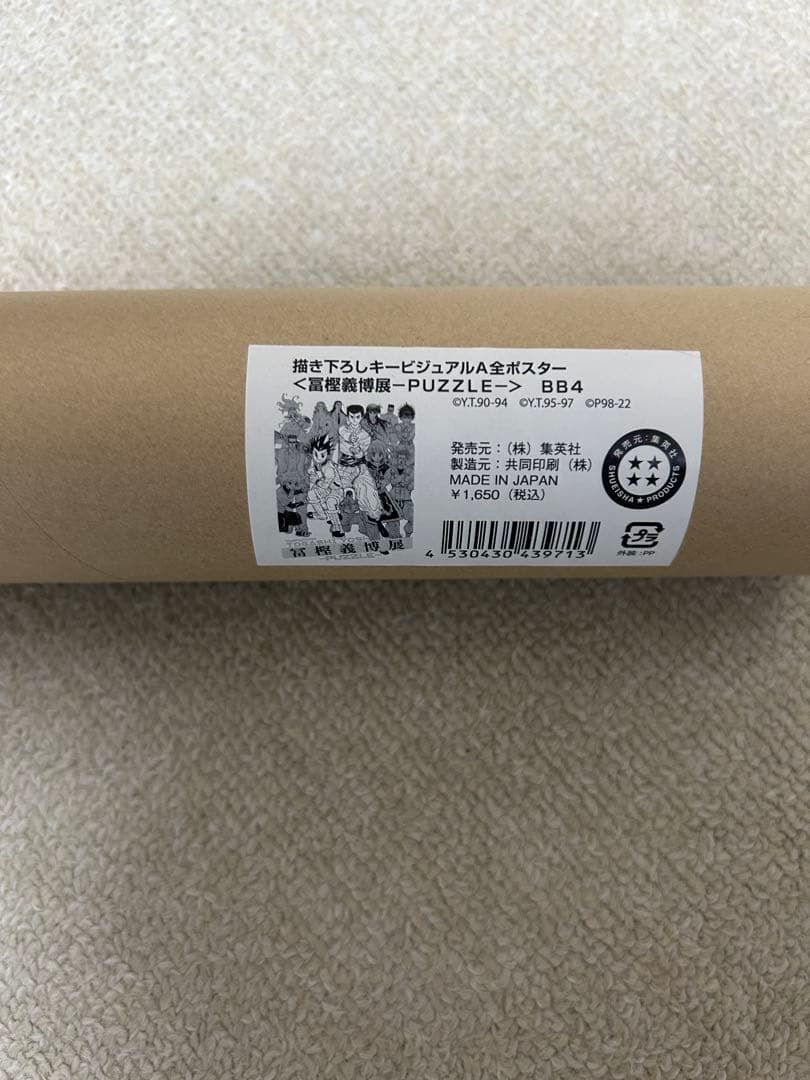 描き下ろしキービジュアルA全ポスター
<冨樫義博展－PUZZLE－> BB4
©Y.T.90-94 ©Y.T.95-97 ©P98-22
発売元：（株）集英社
製造元：共同印刷（株）
MADE IN JAPAN
¥1,650（税込）
発売元：集英社
SHUEISHA★PRODUCTS
冨樫義博展
-PUZZLE-
4 530430 439713
プラ
外装：PP